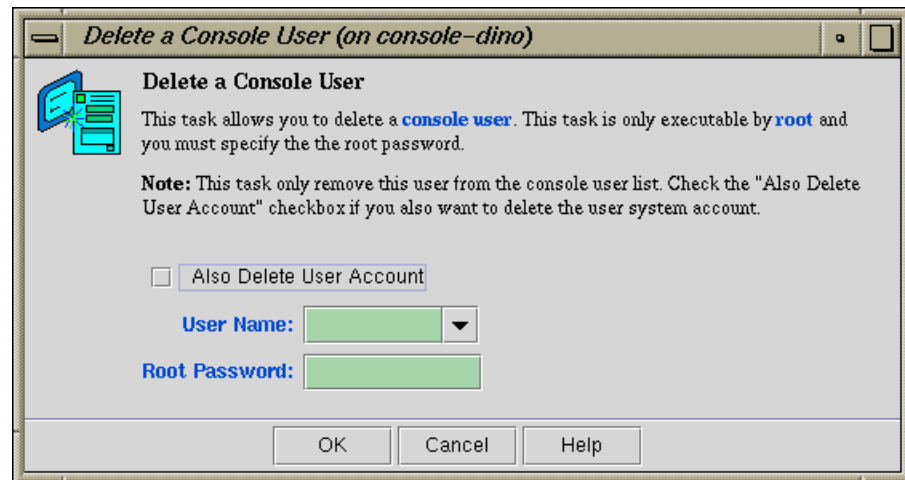 Delete a Console User (on console-dino)
Delete a Console User
This task allows you to delete a console user. This task is only executable by root and
you must specify the the root password.
Note: This task only remove this user from the console user list. Check the "Also Delete
User Account" checkbox if you also want to delete the user system account.
Also Delete User Account
User Name:
Root Password:
OK Cancel Help